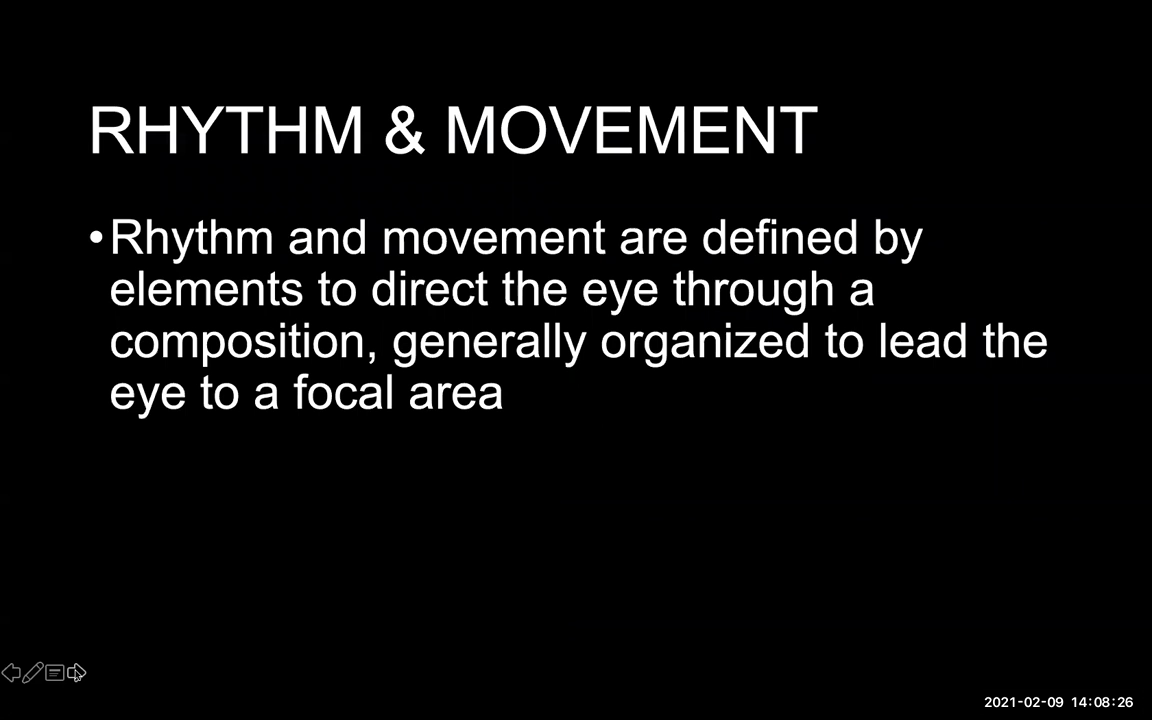 RHYTHM & MOVEMENT
•Rhythm and movement are defined by
elements to direct the eye through a
composition, generally organized to lead the
eye to a focal area
2021-02-09 14:08:26